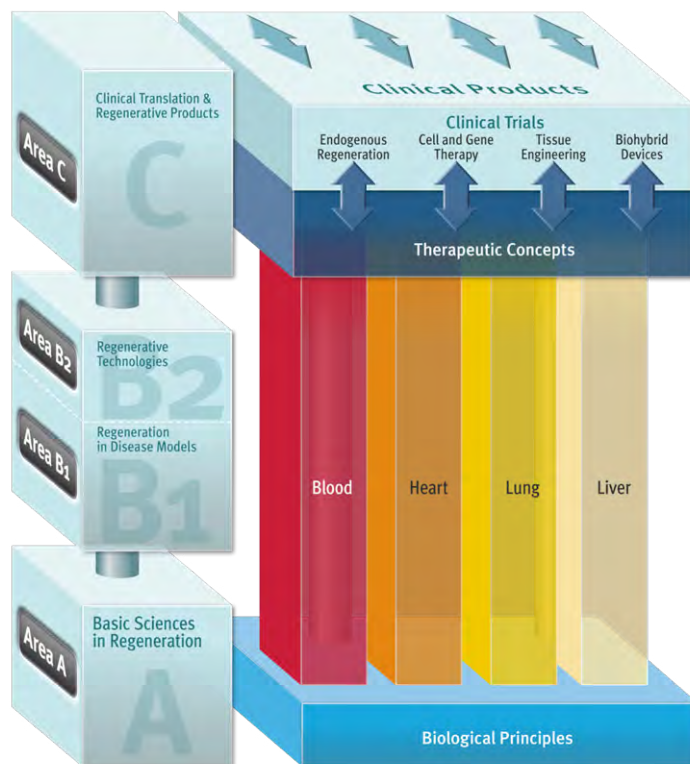 Clinical Translation &
Regenerative Products
C
Area C
Clinical Products
Clinical Trials
Endogenous
Regeneration
Cell and Gene
Therapy
Tissue
Engineering
Biohybrid
Devices
Therapeutic Concepts
Area B2
Regenerative
Technologies
B2
Area B1
Regeneration
in Disease Models
B1
Blood
Heart
Lung
Liver
Area A
Basic Sciences
in Regeneration
A
Biological Principles